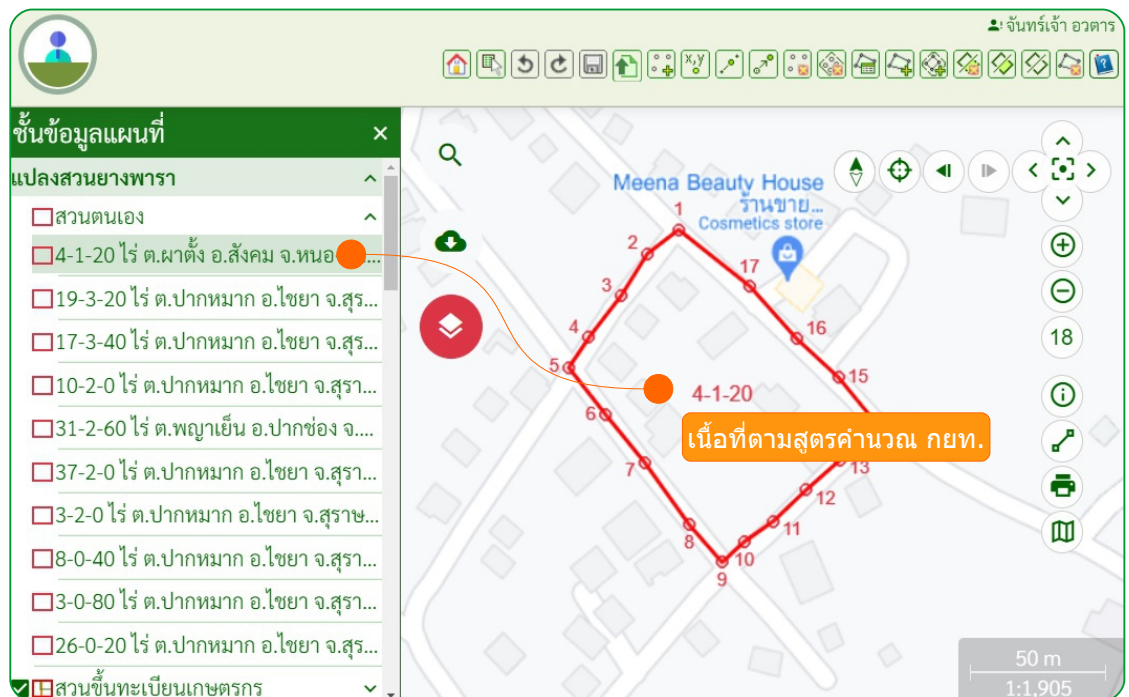 จันทร์เจ้า อวตาร
x,y
ชั้นข้อมูลแผนที่
แปลงสวนยางพารา
สวนตนเอง
4-1-20 ไร่ ต.ผาตั้ง อ.สังคม จ.หนอ...
19-3-20 ไร่ ต.ปากหมาก อ.ไชยา จ.สุร...
17-3-40 ไร่ ต.ปากหมาก อ.ไชยา จ.สุร...
10-2-0 ไร่ ต.ปากหมาก อ.ไชยา จ.สุรา...
31-2-60 ไร่ ต.พญาเย็น อ.ปากช่อง จ....
37-2-0 ไร่ ต.ปากหมาก อ.ไชยา จ.สุรา...
3-2-0 ไร่ ต.ปากหมาก อ.ไชยา จ.สุราษ...
8-0-40 ไร่ ต.ปากหมาก อ.ไชยา จ.สุรา...
3-0-80 ไร่ ต.ปากหมาก อ.ไชยา จ.สุรา...
26-0-20 ไร่ ต.ปากหมาก อ.ไชยา จ.สุร...
สวนขึ้นทะเบียนเกษตรกร
Meena Beauty House
ร้านขาย...
Cosmetics store
1
2
17
3
4
16
5
15
4-1-20
6
เนื้อที่ตามสูตรคำนวณ กยท.
7
13
12
11
8
10
9
18
50 m
1:1,905